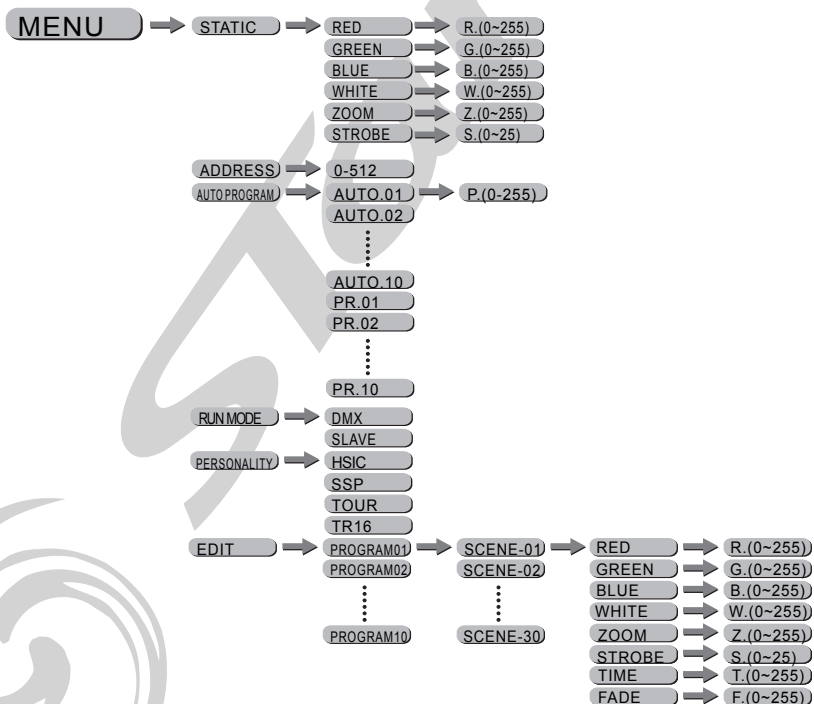 MENU STATIC RED R.(0~255)
GREEN G.(0~255)
BLUE B.(0~255)
WHITE W.(0~255)
ZOOM Z.(0~255)
STROBE S.(0~25)
ADDRESS 0-512
AUTO PROGRAM AUTO.01 P.(0-255)
AUTO.02
AUTO.10
PR.01
PR.02
PR.10
RUN MODE DMX
SLAVE
PERSONALITY HSIC
SSP
TOUR
TR16
EDIT PROGRAM01 SCENE-01 RED R.(0~255)
PROGRAM02 SCENE-02 GREEN G.(0~255)
BLUE B.(0~255)
WHITE W.(0~255)
PROGRAM10 SCENE-30 ZOOM Z.(0~255)
STROBE S.(0~25)
TIME T.(0~255)
FADE F.(0~255)